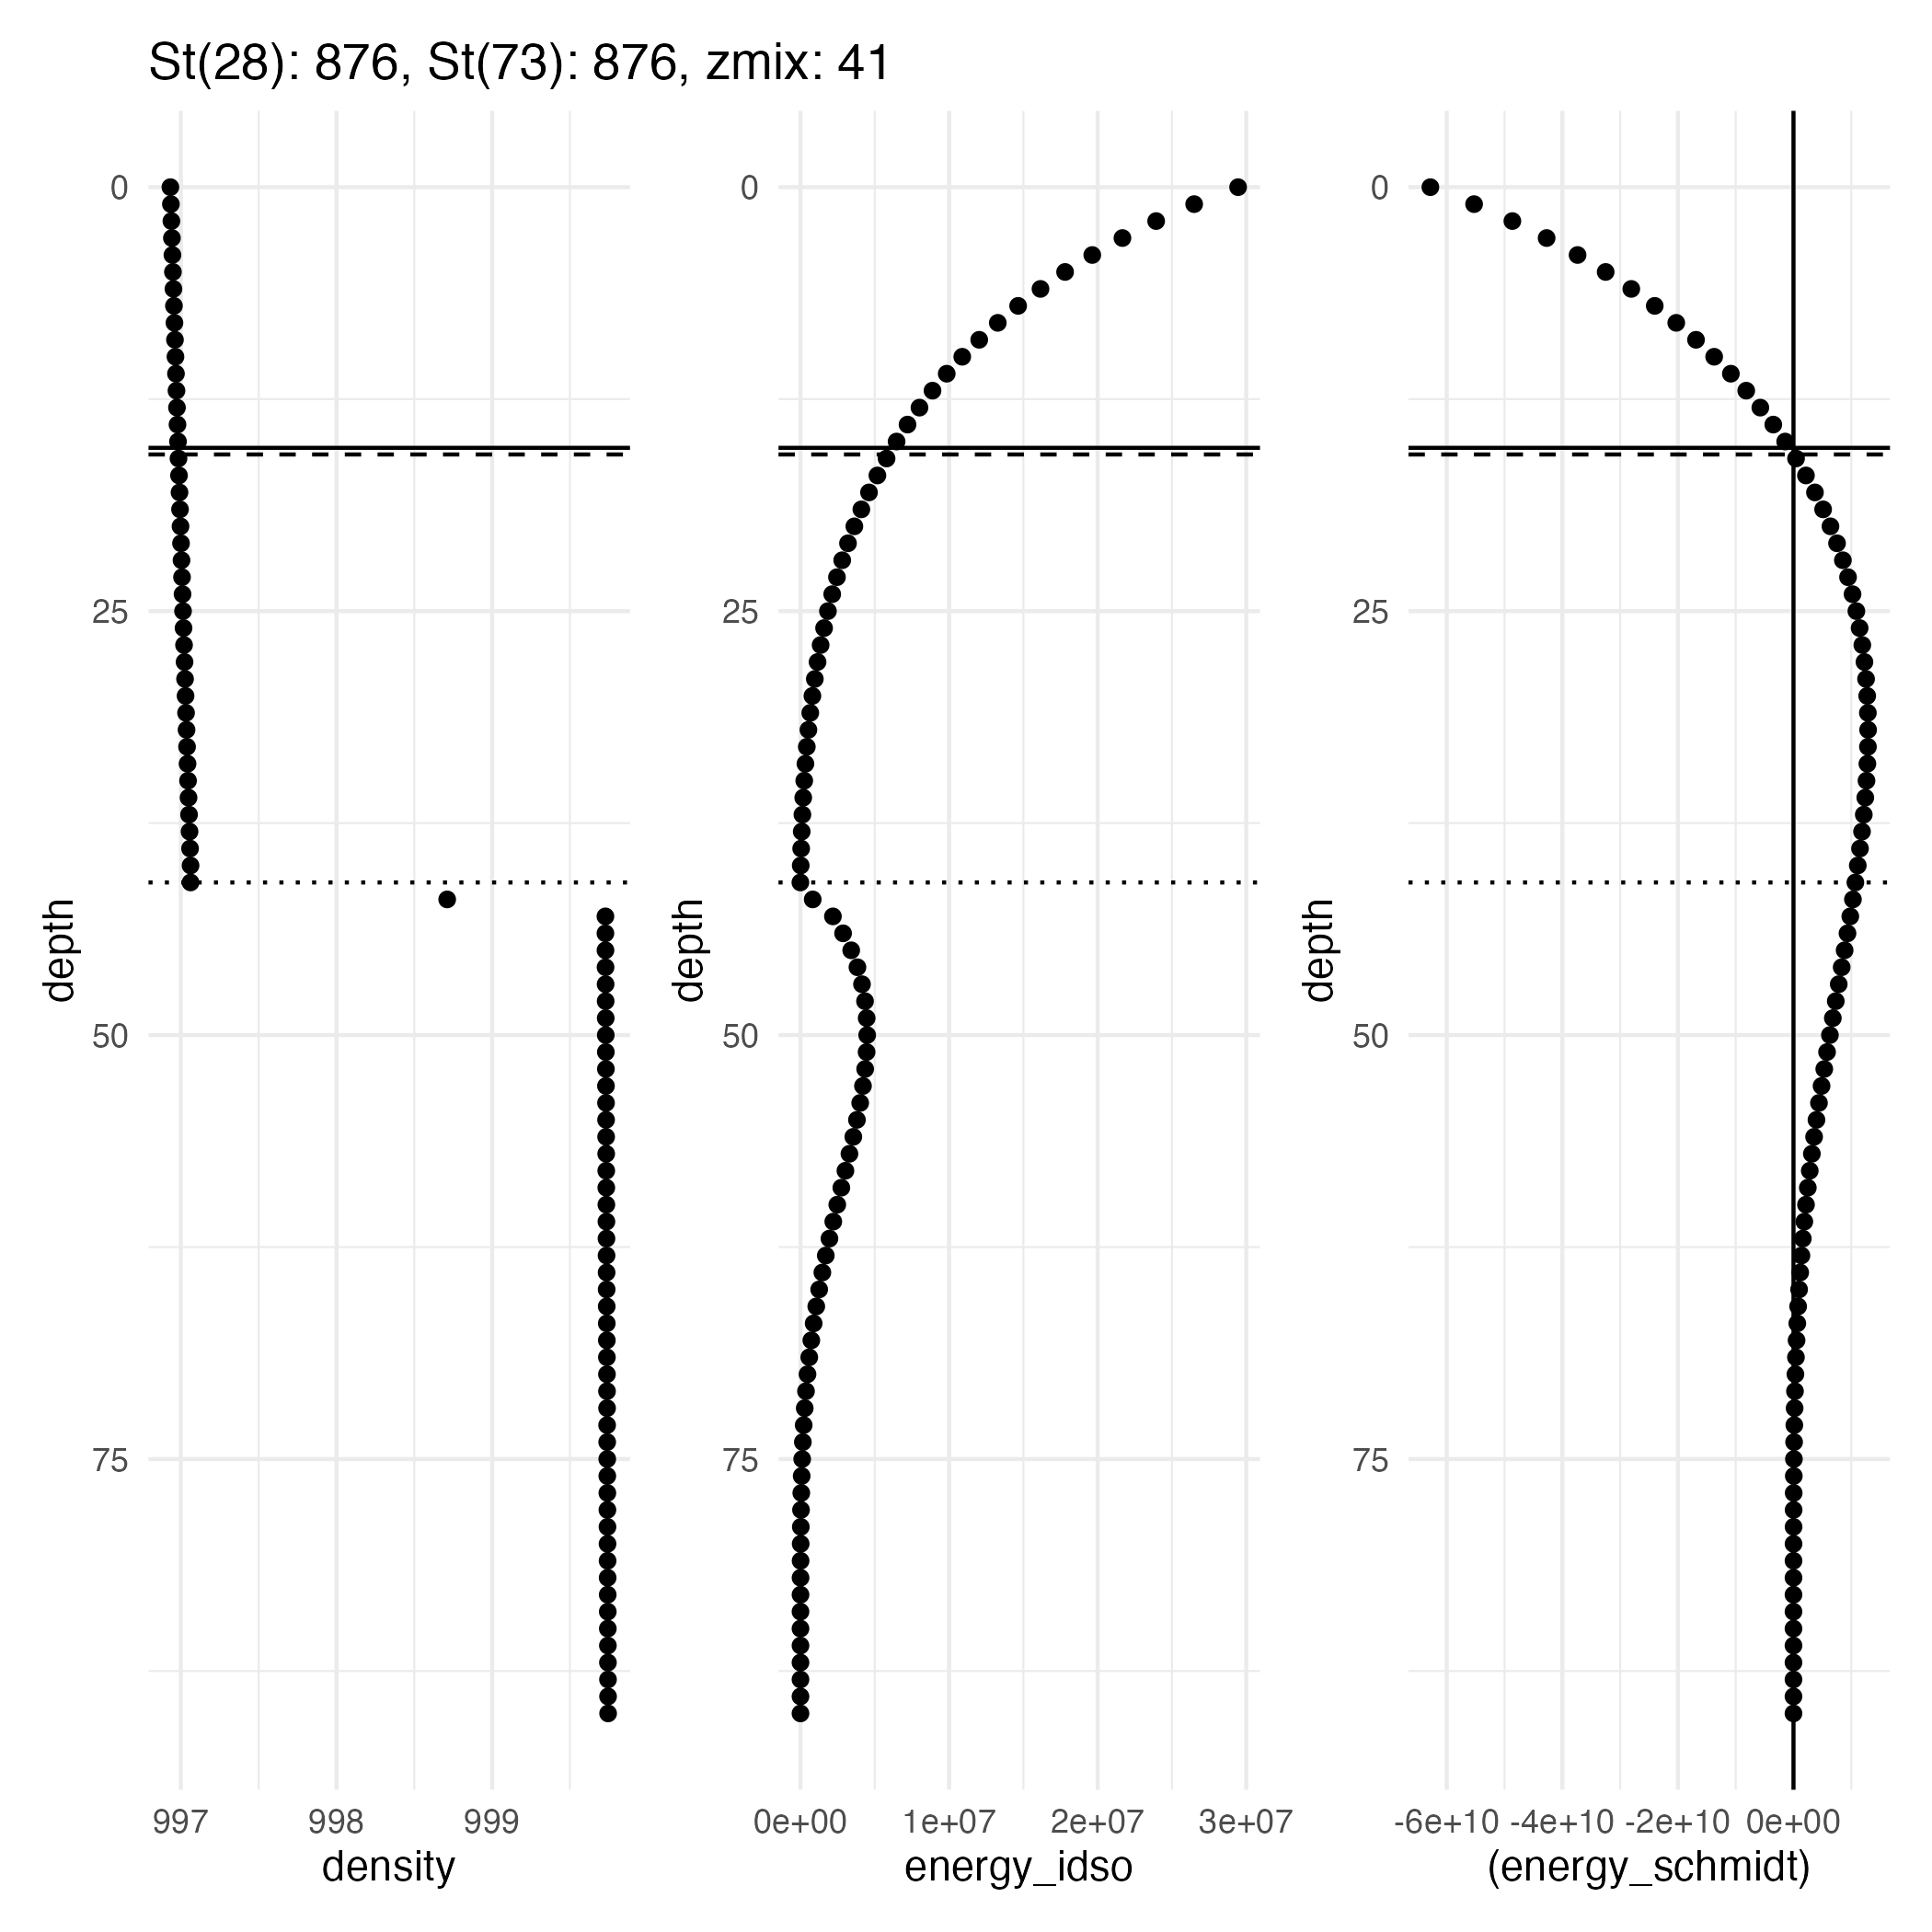 St(28): 876, St(73): 876, zmix: 41
depth
0
25
50
75
997 998 999
density
depth
0
25
50
75
0e+00 1e+07 2e+07 3e+07
energy_idso
depth
0
25
50
75
-6e+10 -4e+10 -2e+10 0e+00
(energy_schmidt)